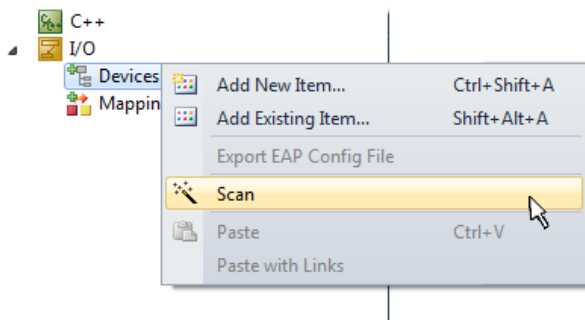 C++
I/O
Devices
Mappin
Add New Item... Ctrl+Shift+A
Add Existing Item... Shift+Alt+A
Export EAP Config File
Scan
Paste Ctrl+V
Paste with Links